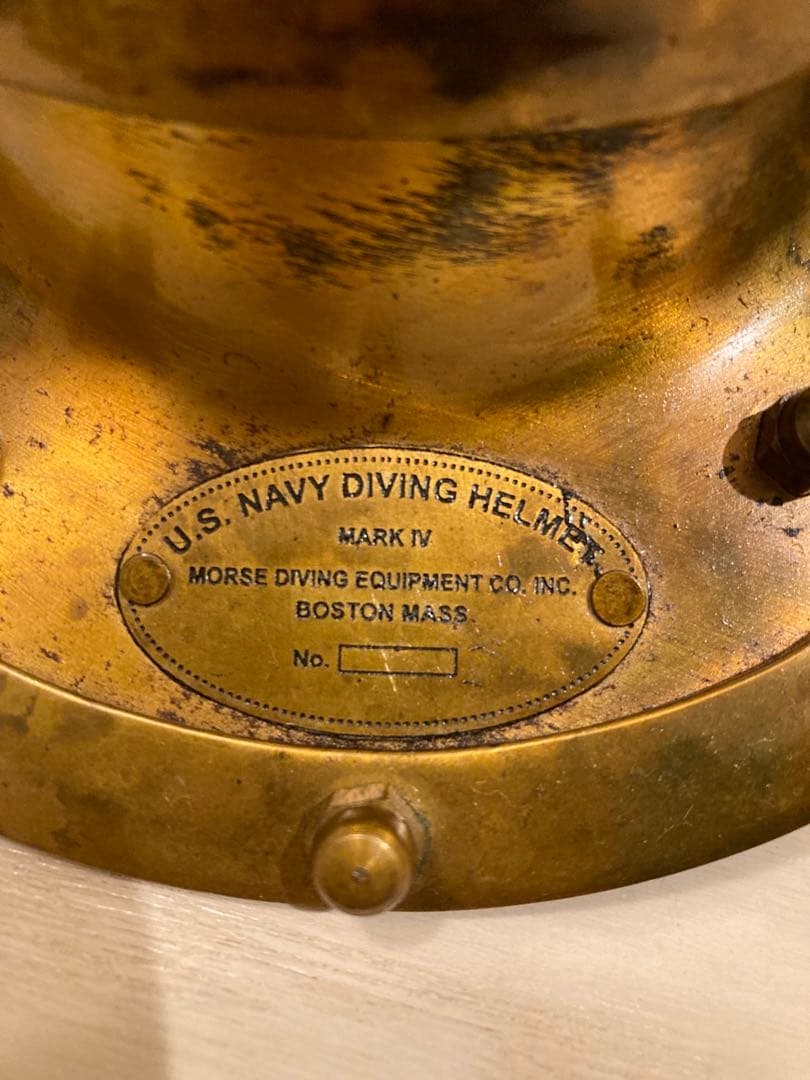 U.S. NAVY DIVING HELMET
MARK IV
MORSE DIVING EQUIPMENT CO. INC.
BOSTON MASS.
No.